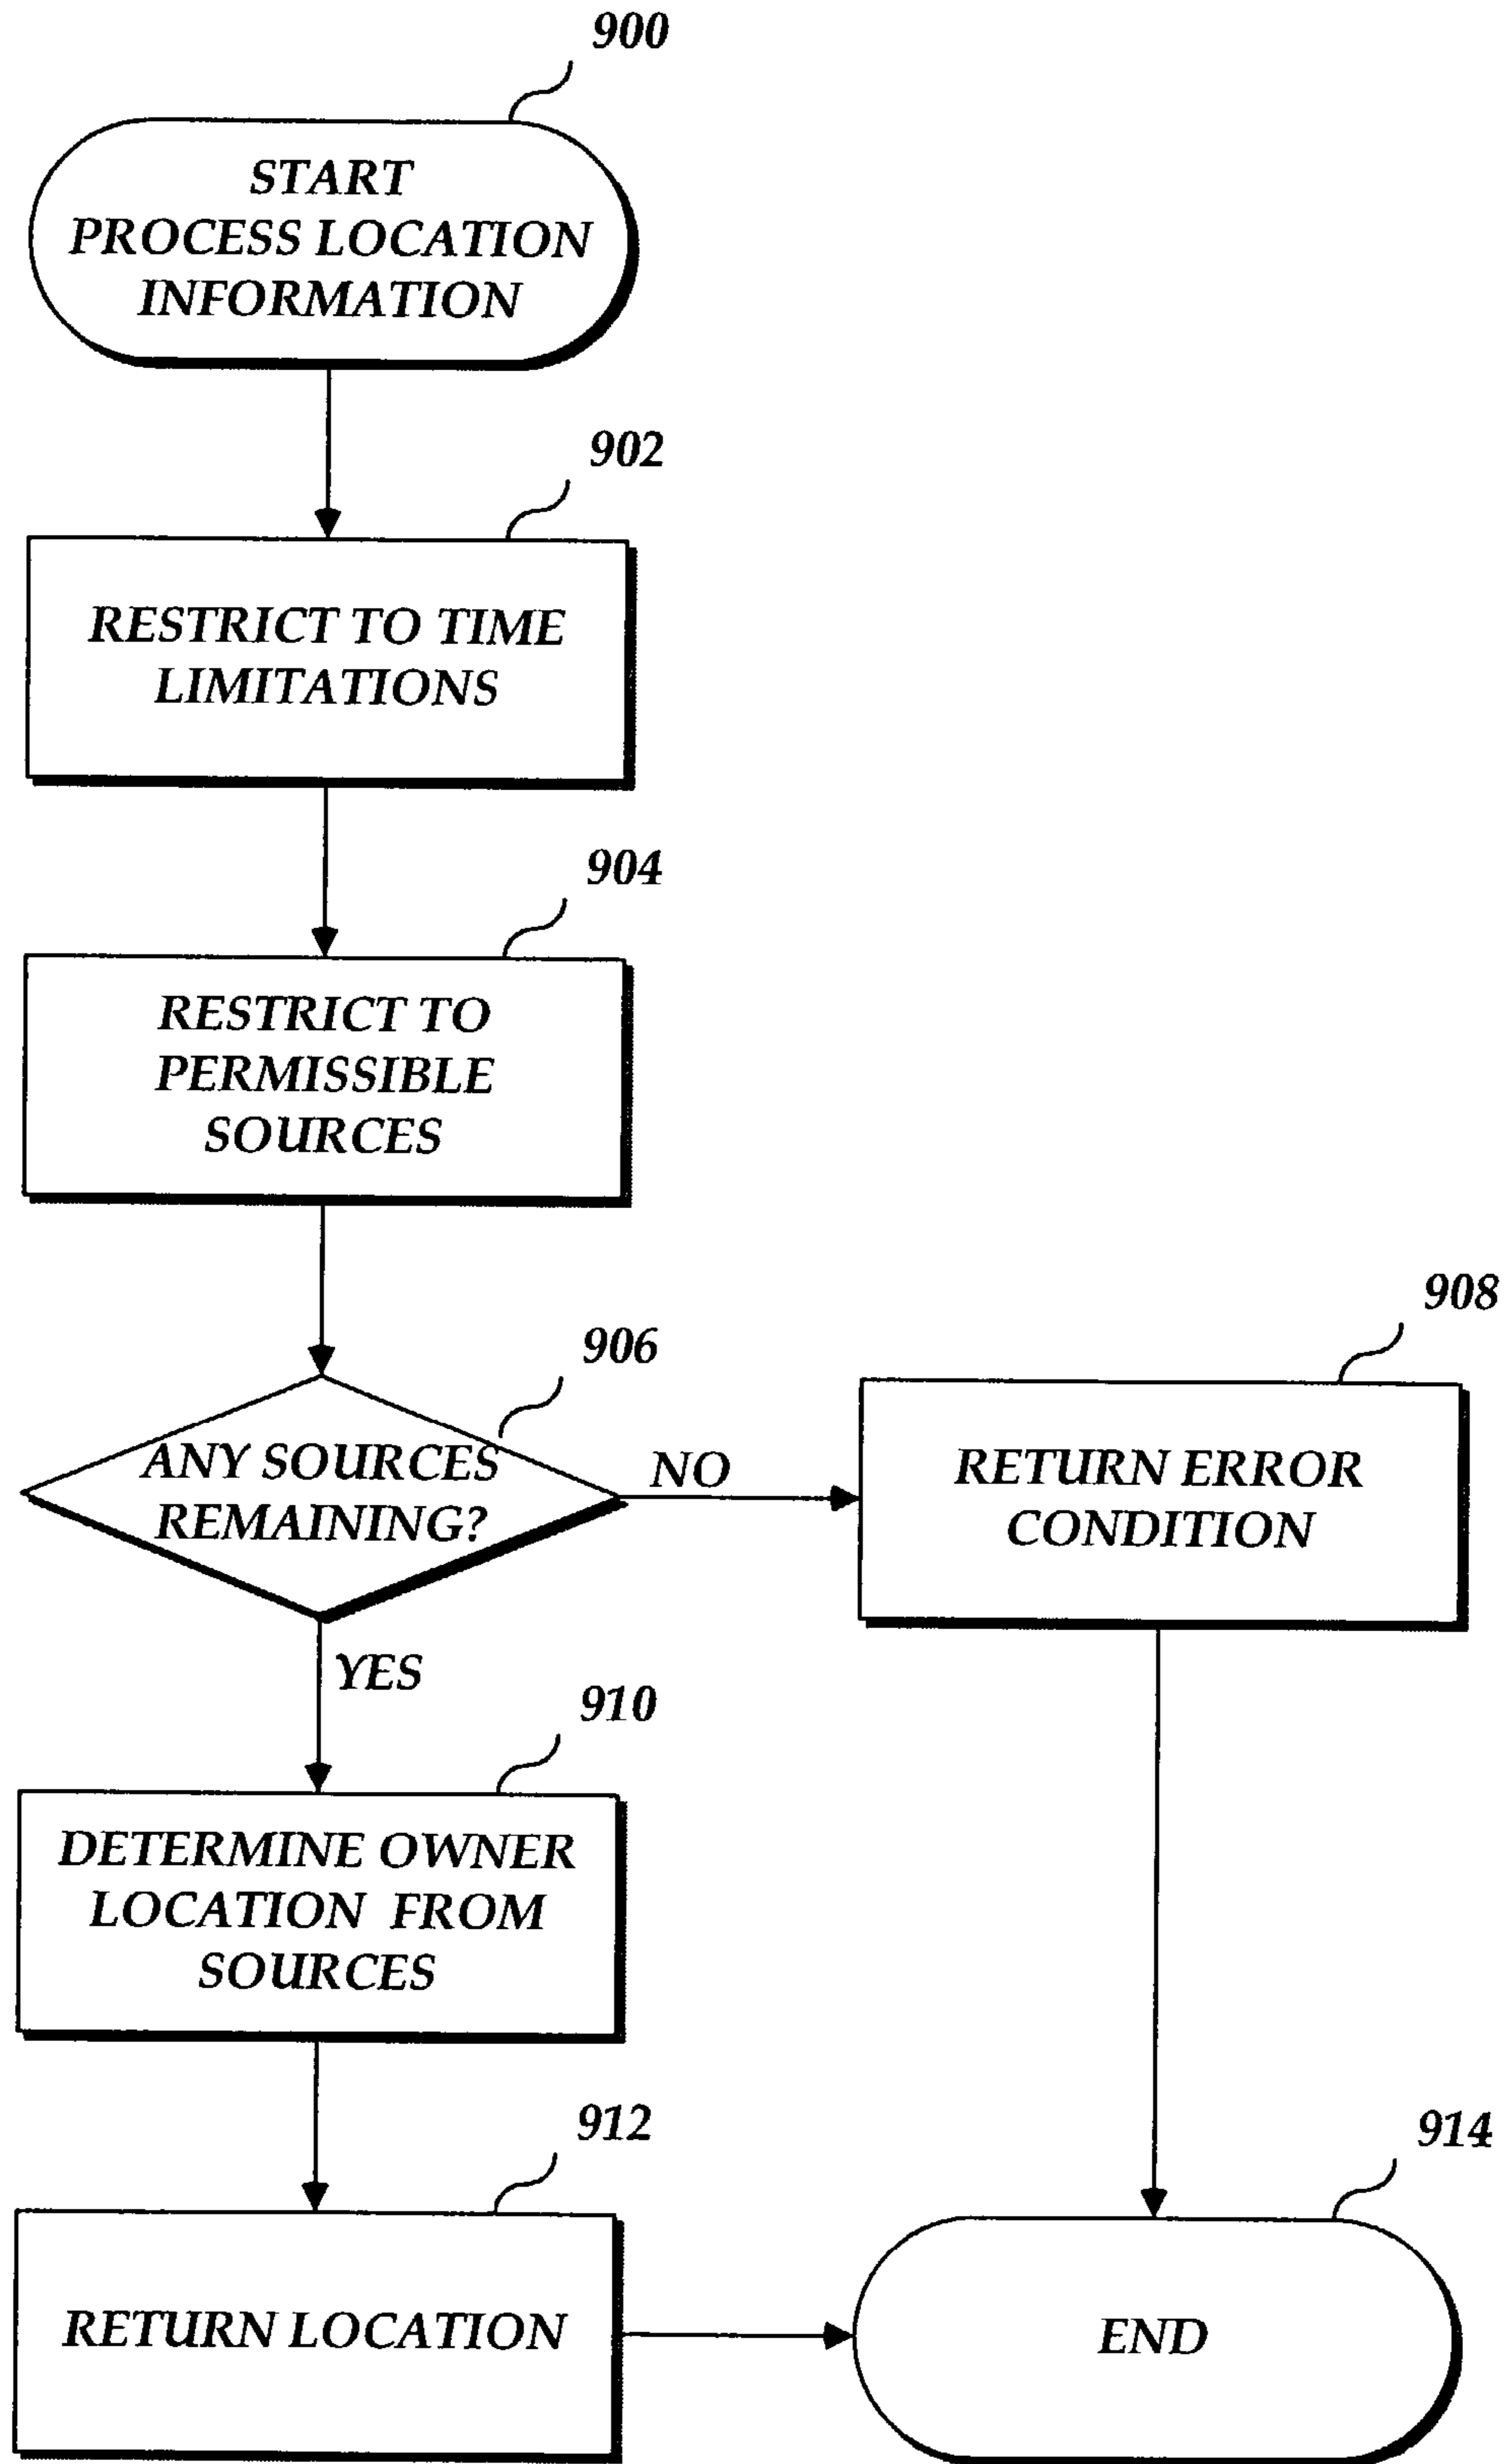 900
START
PROCESS LOCATION
INFORMATION
902
RESTRICT TO TIME
LIMITATIONS
904
RESTRICT TO
PERMISSIBLE
SOURCES
906
ANY SOURCES
REMAINING?
NO
908
RETURN ERROR
CONDITION
YES
910
DETERMINE OWNER
LOCATION FROM
SOURCES
912
RETURN LOCATION
914
END